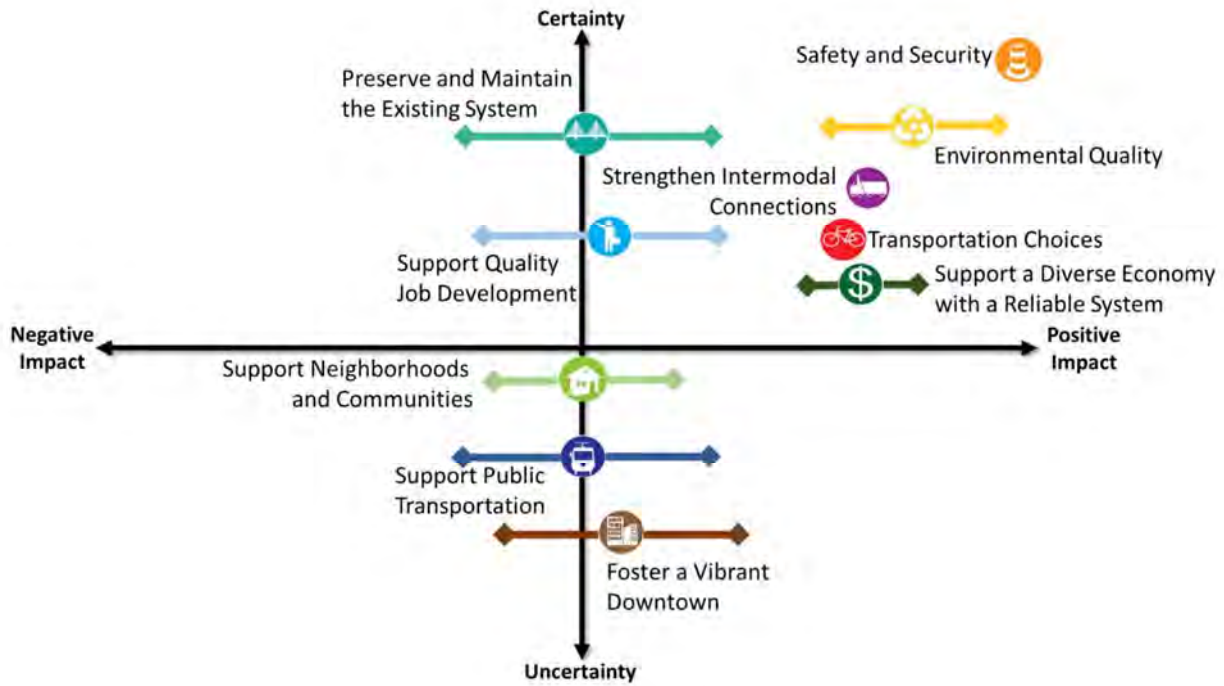 Certainty
Safety and Security
Preserve and Maintain
the Existing System
Environmental Quality
Strengthen Intermodal
Connections
Transportation Choices
Support Quality
Job Development
$
Support a Diverse Economy
with a Reliable System
Negative
Impact
Positive
Impact
Support Neighborhoods
and Communities
Support Public
Transportation
Foster a Vibrant
Downtown
Uncertainty